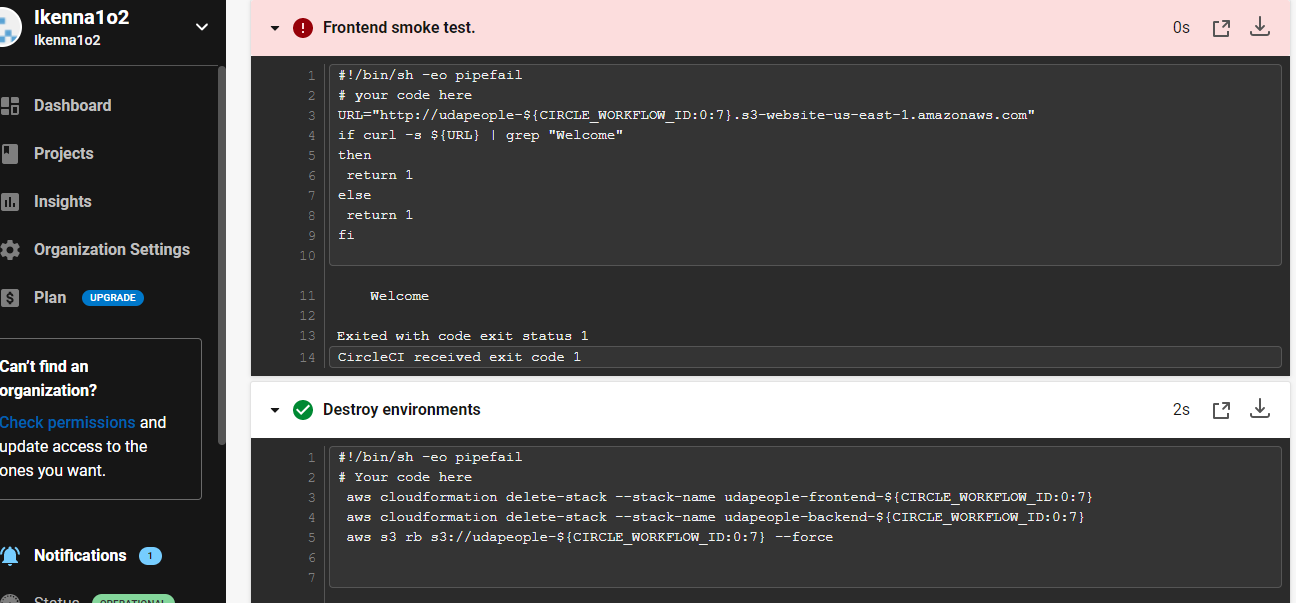 Ikenna1o2
Ikenna1o2
Dashboard
Projects
Insights
Organization Settings
Plan UPGRADE
Can't find an
organization?
Check permissions and
update access to the
ones you want.
Notifications 1
Status OPERATIONAL
Frontend smoke test. 0s
1 #!/bin/sh -eo pipefail
2 # your code here
3 URL="http://udapeople-${CIRCLE_WORKFLOW_ID:0:7}.s3-website-us-east-1.amazonaws.com"
4 if curl -s ${URL} | grep "Welcome"
5 then
6 return 1
7 else
8 return 1
9 fi
10
11 Welcome
12
13 Exited with code exit status 1
14 CircleCI received exit code 1
Destroy environments 2s
1 #!/bin/sh -eo pipefail
2 # Your code here
3 aws cloudformation delete-stack --stack-name udapeople-frontend-${CIRCLE_WORKFLOW_ID:0:7}
4 aws cloudformation delete-stack --stack-name udapeople-backend-${CIRCLE_WORKFLOW_ID:0:7}
5 aws s3 rb s3://udapeople-${CIRCLE_WORKFLOW_ID:0:7} --force
6
7